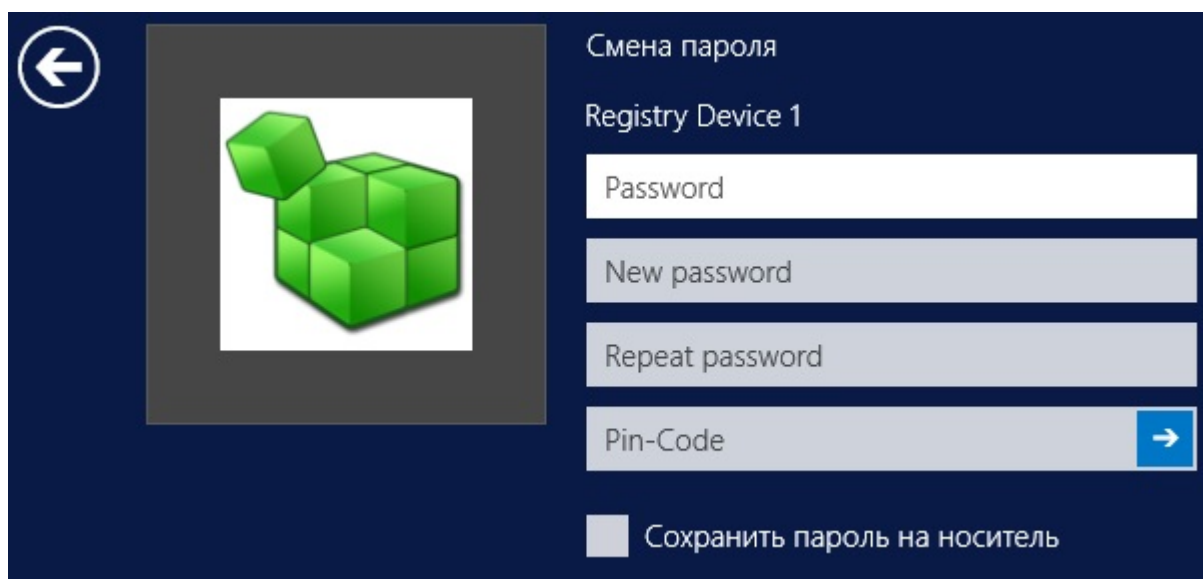 Смена пароля
Registry Device 1
Password
New password
Repeat password
Pin-Code
Сохранить пароль на носитель